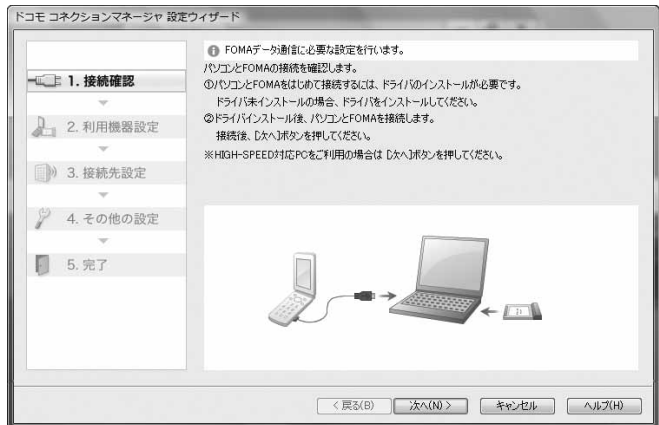 ドコモ コネクションマネージャ 設定ウィザード
FOMAデータ通信に必要な設定を行います。
パソコンとFOMAの接続を確認します。
①パソコンとFOMAをはじめて接続するには、ドライバのインストールが必要です。
ドライバ未インストールの場合、ドライバをインストールしてください。
②ドライバインストール後、パソコンとFOMAを接続します。
接続後、[次へ]ボタンを押してください。
※HIGH-SPEED対応PCをご利用の場合は [次へ]ボタンを押してください。
1. 接続確認
2. 利用機器設定
3. 接続先設定
4. その他の設定
5. 完了
< 戻る(B)
次へ(N) >
キャンセル
ヘルプ(H)